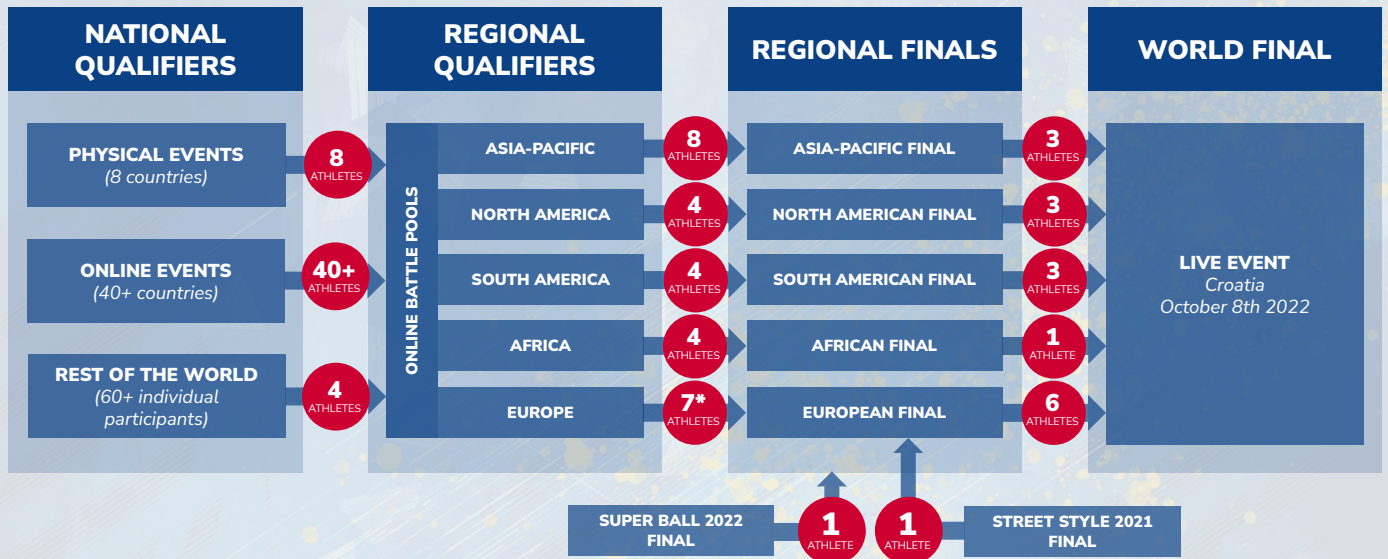 NATIONAL
QUALIFIERS
PHYSICAL EVENTS
(8 countries)
8
ATHLETES
ONLINE EVENTS
(40+ countries)
40+
ATHLETES
REST OF THE WORLD
(60+ individual
participants)
4
ATHLETES
REGIONAL
QUALIFIERS
ONLINE BATTLE POOLS
ASIA-PACIFIC
8
ATHLETES
NORTH AMERICA
4
ATHLETES
SOUTH AMERICA
4
ATHLETES
AFRICA
4
ATHLETES
EUROPE
7*
ATHLETES
REGIONAL FINALS
ASIA-PACIFIC FINAL
3
ATHLETES
NORTH AMERICAN FINAL
3
ATHLETES
SOUTH AMERICAN FINAL
3
ATHLETES
AFRICAN FINAL
1
ATHLETE
EUROPEAN FINAL
6
ATHLETES
WORLD FINAL
LIVE EVENT
Croatia
October 8th 2022
SUPER BALL 2022
FINAL
1
ATHLETE
1
ATHLETE
STREET STYLE 2021
FINAL